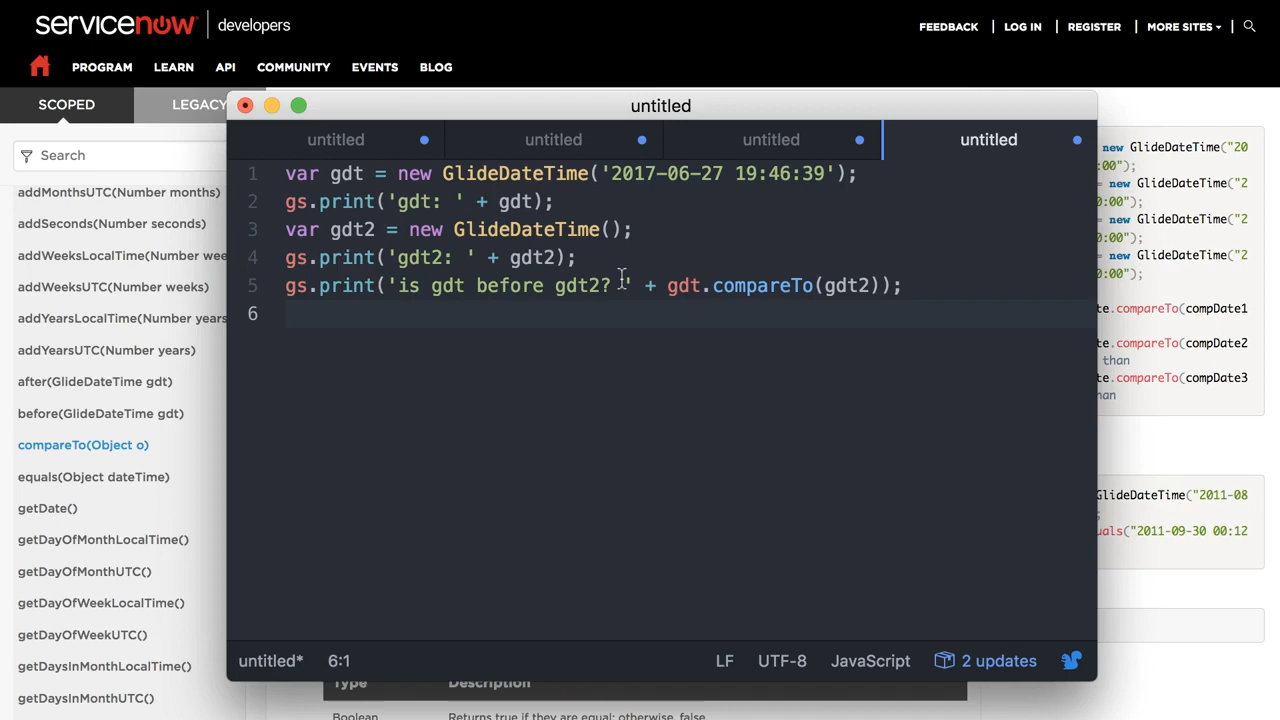 servicenow developers
FEEDBACK LOG IN REGISTER MORE SITES
PROGRAM LEARN API COMMUNITY EVENTS BLOG
SCOPED LEGACY
Search
addMonthsUTC(Number months)
addSeconds(Number seconds)
addWeeksLocalTime(Number wee
addWeeksUTC(Number weeks)
addYearsLocalTime(Number years
addYearsUTC(Number years)
after(GlideDateTime gdt)
before(GlideDateTime gdt)
compareTo(Object o)
equals(Object dateTime)
getDate()
getDayOfMonthLocalTime()
getDayOfMonthUTC()
getDayOfWeekLocalTime()
getDayOfWeekUTC()
getDaysInMonthLocalTime()
getDaysInMonthUTC()
untitled
untitled untitled untitled untitled
1 var gdt = new GlideDateTime('2017-06-27 19:46:39');
2 gs.print('gdt: ' + gdt);
3 var gdt2 = new GlideDateTime();
4 gs.print('gdt2: ' + gdt2);
5 gs.print('is gdt before gdt2? ' + gdt.compareTo(gdt2));
6
untitled* 6:1 LF UTF-8 JavaScript 2 updates
new GlideDateTime("20
:00");
= new GlideDateTime("2
0:00");
= new GlideDateTime("2
0:00");
= new GlideDateTime("2
0:00");
te.compareTo(compDate1
te.compareTo(compDate2
than
te.compareTo(compDate3
han
GlideDateTime("2011-08
;
uals("2011-09-30 00:12
Type Description
Boolean Returns true if they are equal; otherwise, false.